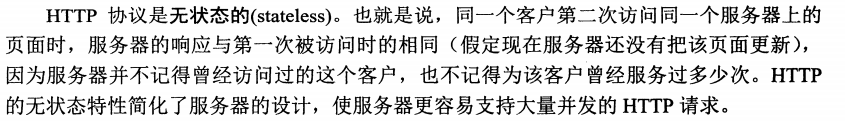 HTTP 协议是无状态的(stateless)。也就是说，同一个客户第二次访问同一个服务器上的
页面时，服务器的响应与第一次被访问时的相同（假定现在服务器还没有把该页面更新），
因为服务器并不记得曾经访问过的这个客户，也不记得为该客户曾经服务过多少次。HTTP
的无状态特性简化了服务器的设计，使服务器更容易支持大量并发的 HTTP 请求。